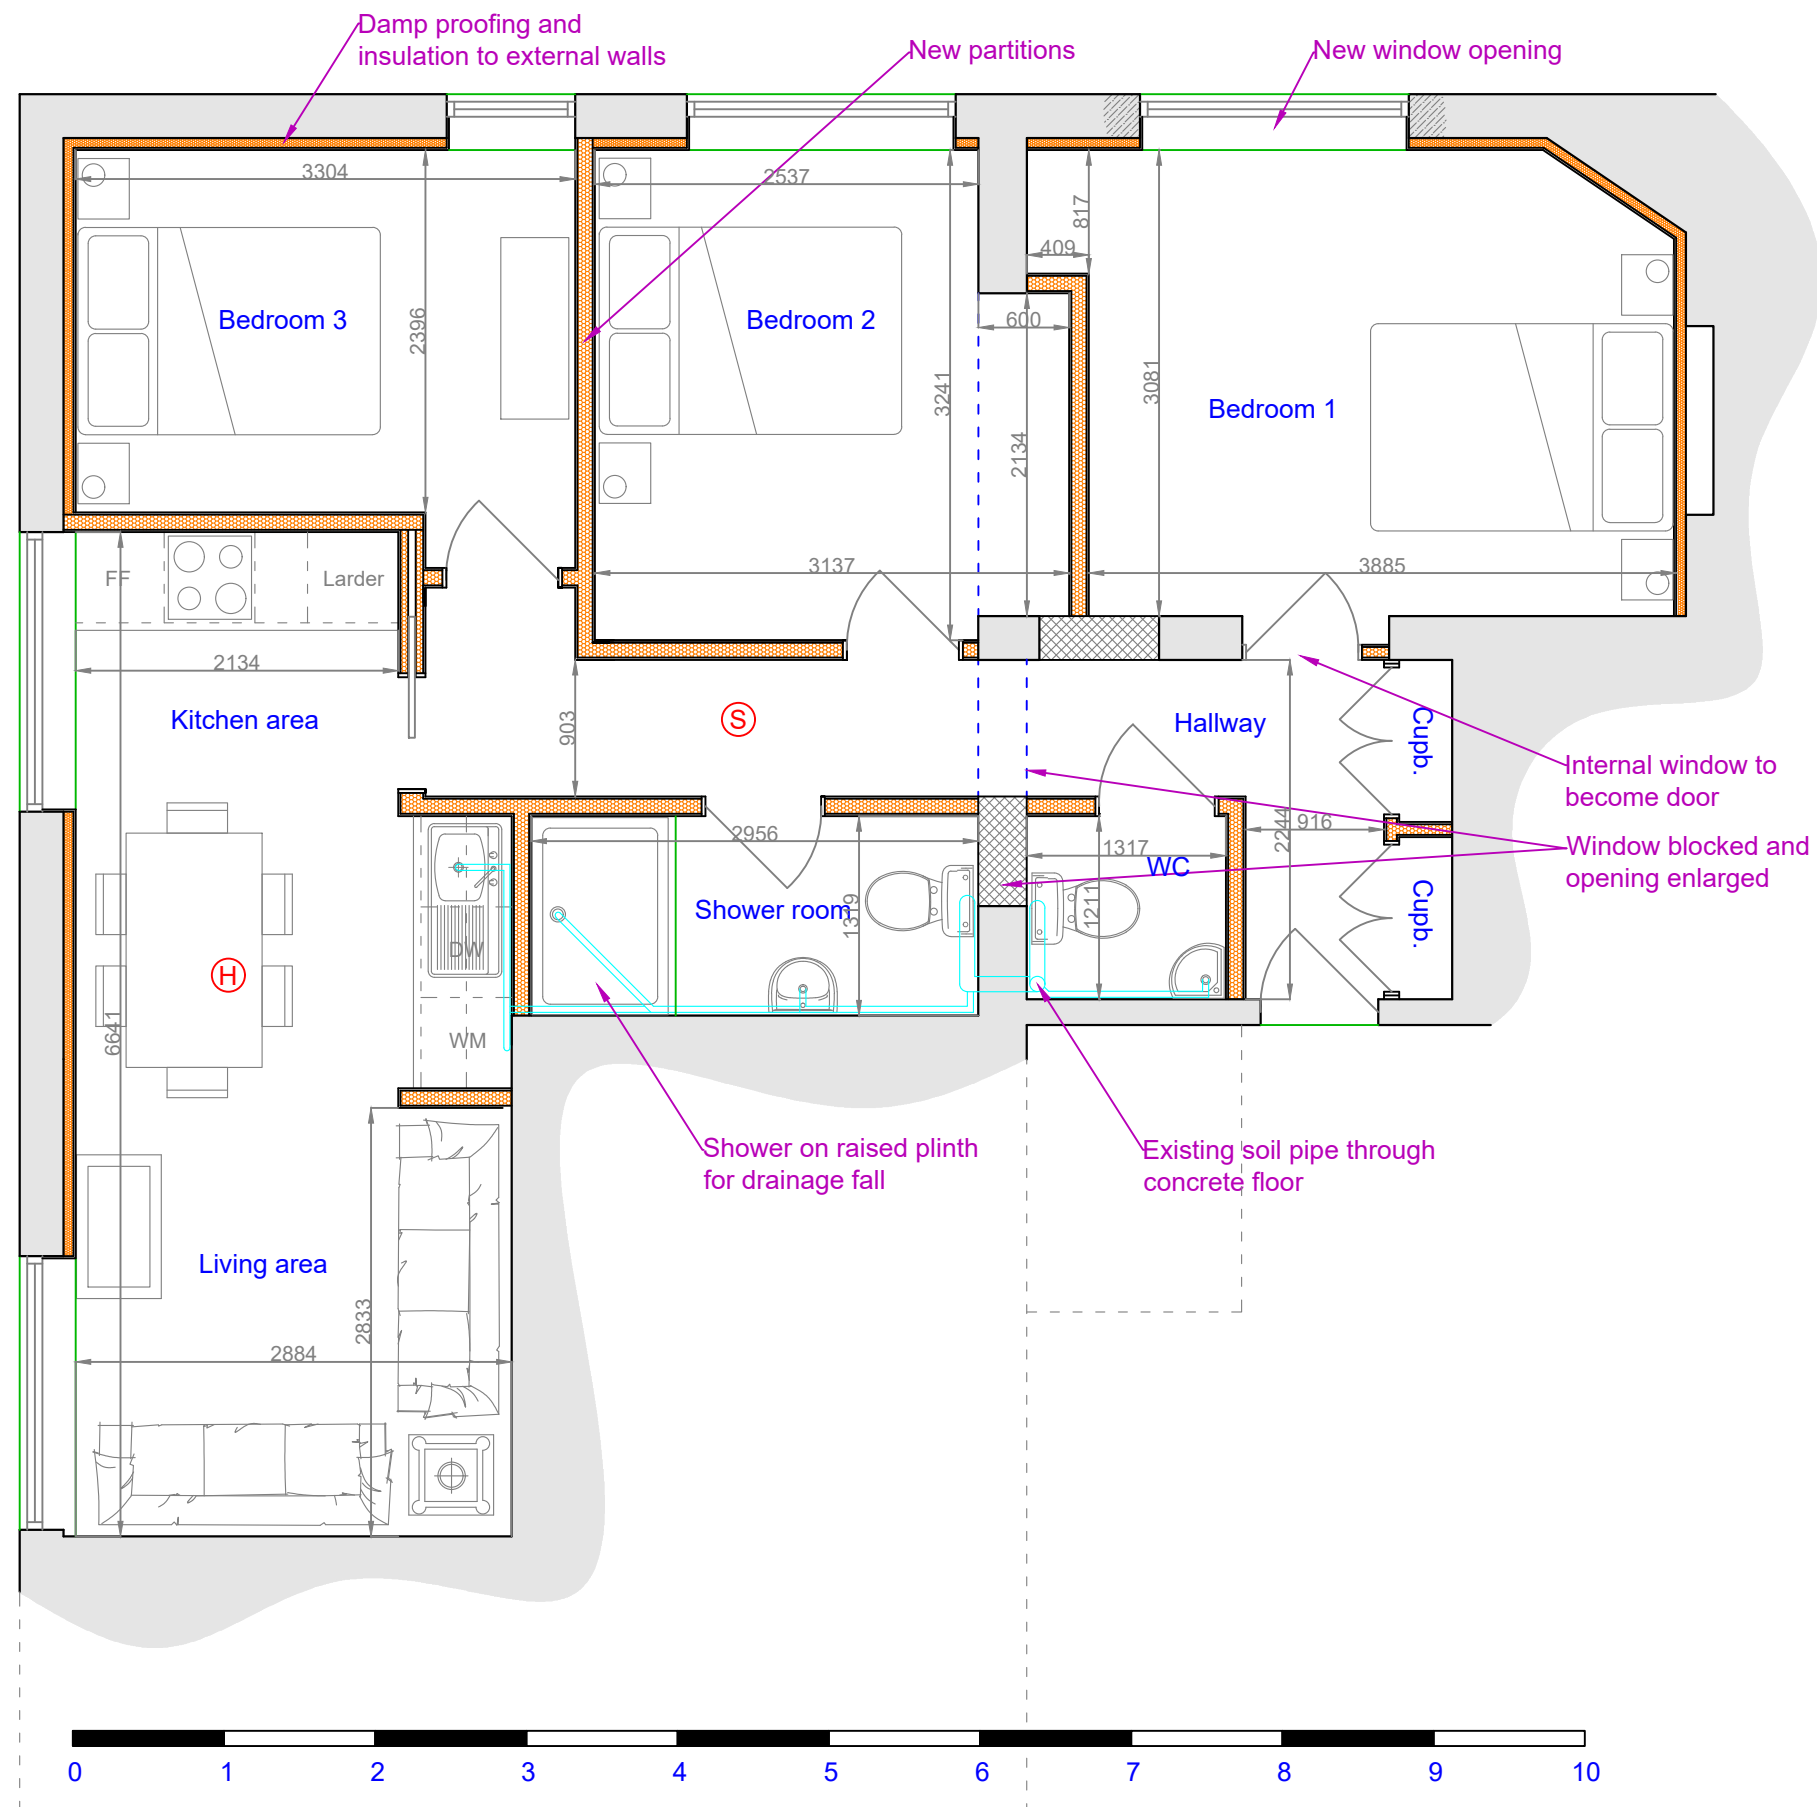 Damp proofing and
insulation to external walls
New partitions
New window opening
3304
2537
817
409
Bedroom 3
2396
Bedroom 2
600
3241
2134
3081
Bedroom 1
3137
3885
FF
Larder
2134
Kitchen area
903
S
Hallway
Cupb.
Internal window to
become door
2244
916
Window blocked and
opening enlarged
2956
1317
WC
Shower room
1319
1211
Cupb.
DW
H
6641
WM
Shower on raised plinth
for drainage fall
Existing soil pipe through
concrete floor
Living area
2833
2884
0 1 2 3 4 5 6 7 8 9 10